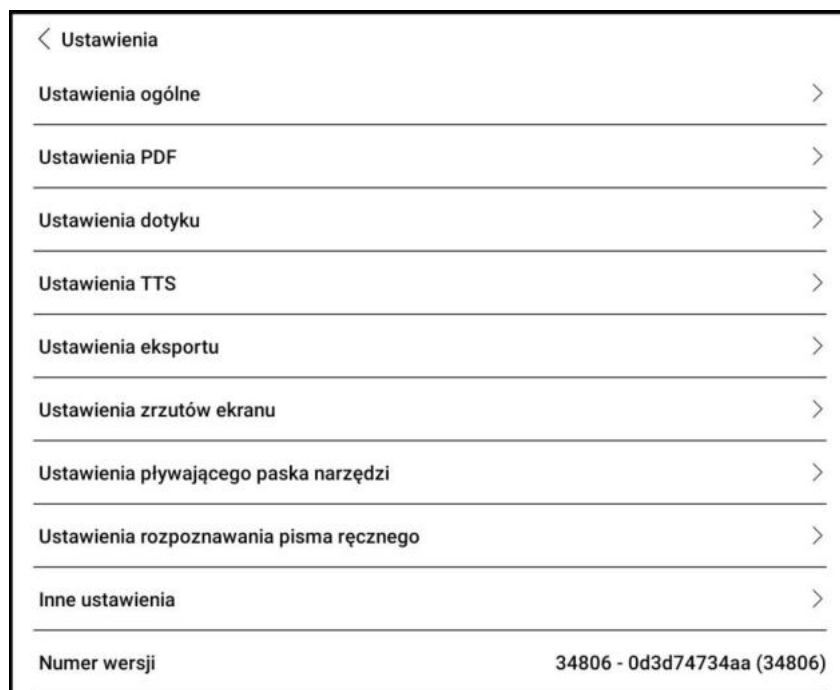 Ustawienia
Ustawienia ogólne
Ustawienia PDF
Ustawienia dotyku
Ustawienia TTS
Ustawienia eksportu
Ustawienia zrzutów ekranu
Ustawienia pływającego paska narzędzi
Ustawienia rozpoznawania pisma ręcznego
Inne ustawienia
Numer wersji 34806 - 0d3d74734aa (34806)